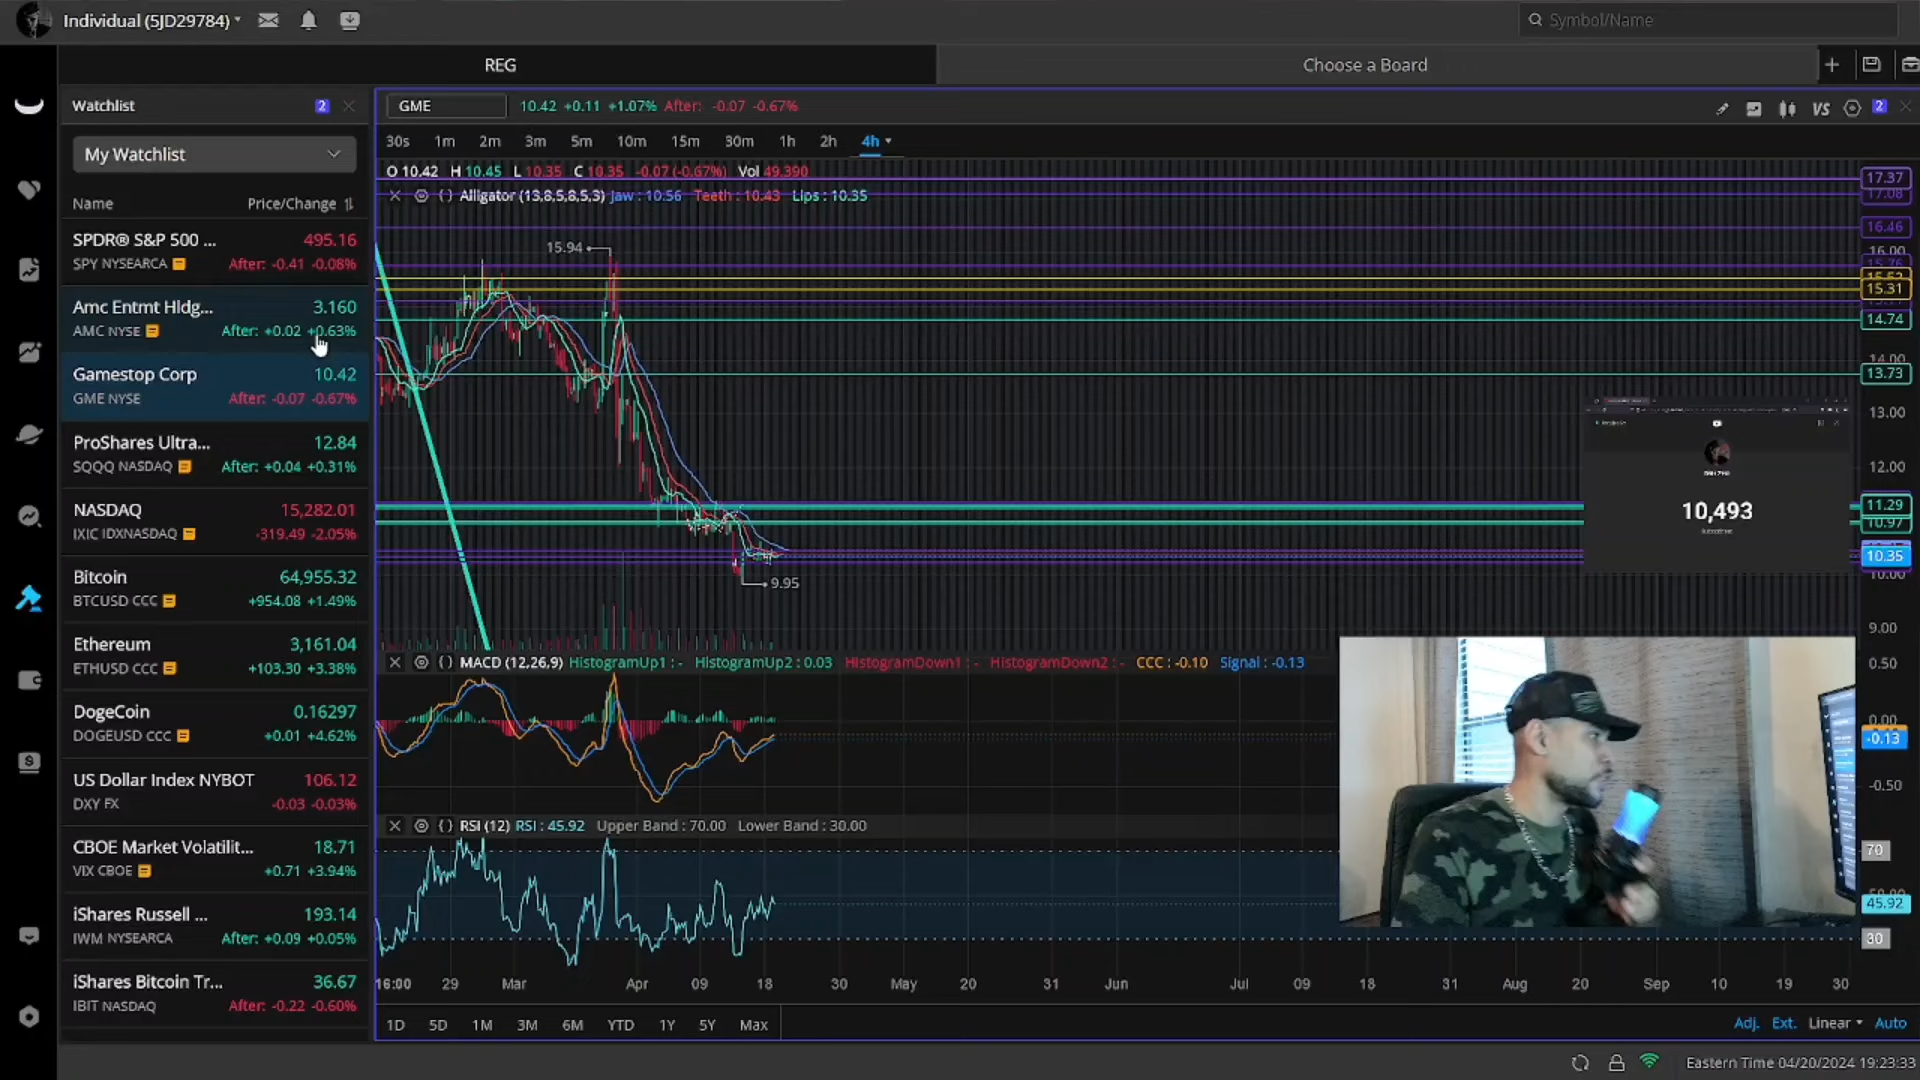 Individual (5JD29784)
Symbol/Name
REG
Choose a Board
Watchlist
2
My Watchlist
Name
Price/Change
SPDR® S&P 500 ...
495.16
SPY NYSEARCA
After: -0.41 -0.08%
Amc Entmt Hldg...
3.160
AMC NYSE
After: +0.02 +0.63%
Gamestop Corp
10.42
GME NYSE
After: -0.07 -0.67%
ProShares Ultra...
12.84
SQQQ NASDAQ
After: +0.04 +0.31%
NASDAQ
15,282.01
IXIC IDXNASDAQ
-319.49 -2.05%
Bitcoin
64,955.32
BTCUSD CCC
+954.08 +1.49%
Ethereum
3,161.04
ETHUSD CCC
+103.30 +3.38%
DogeCoin
0.16297
DOGEUSD CCC
+0.01 +4.62%
US Dollar Index NYBOT
106.12
DXY FX
-0.03 -0.03%
CBOE Market Volatilit...
18.71
VIX CBOE
+0.71 +3.94%
iShares Russell ...
193.14
IWM NYSEARCA
After: +0.09 +0.05%
iShares Bitcoin Tr...
36.67
IBIT NASDAQ
After: -0.22 -0.60%
GME
10.42 +0.11 +1.07% After: -0.07 -0.67%
VS
2
30s 1m 2m 3m 5m 10m 15m 30m 1h 2h 4h
O 10.42 H 10.45 L 10.35 C 10.35 -0.07 (-0.67%) Vol 49,390
Alligator (13,8,5,8,5,3) Jaw : 10.56 Teeth : 10.43 Lips : 10.35
15.94
9.95
17.37
17.08
16.46
16.00
15.31
14.74
14.00
13.73
13.00
12.00
11.29
10.97
10.35
10.00
9.00
10,493
MACD (12,26,9) HistogramUp1 : - HistogramUp2 : 0.03 HistogramDown1 : - HistogramDown2 : - CCC : -0.10 Signal : -0.13
0.50
0.00
-0.13
-0.50
RSI (12) RSI : 45.92 Upper Band : 70.00 Lower Band : 30.00
70
45.92
30
16:00 29 Mar Apr 09 18 30 May 20 31 Jun Jul 09 18 31 Aug 20 Sep 10 19 30
1D 5D 1M 3M 6M YTD 1Y 5Y Max
Adj. Ext. Linear Auto
Eastern Time 04/20/2024 19:23:33